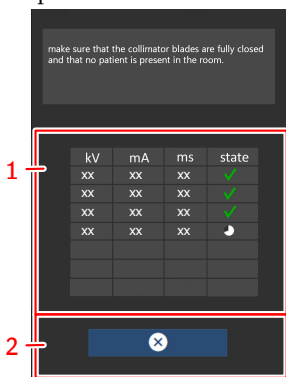 make sure that the collimator blades are fully closed
and that no patient is present in the room.
1
kV mA ms state
xx xx xx
xx xx xx
xx xx xx
xx xx xx
2